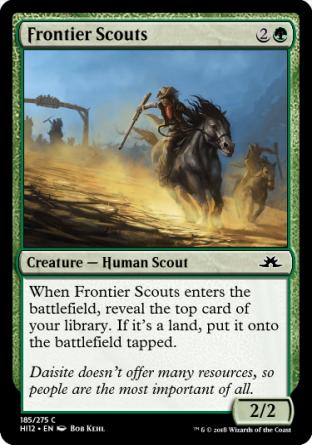 Frontier Scouts 2
Creature — Human Scout
When Frontier Scouts enters the
battlefield, reveal the top card of
your library. If it's a land, put it onto
the battlefield tapped.
Daisite doesn't offer many resources, so
people are the most important of all.
2/2
185/275 C
HI12 • EN Bob Kehl
™ & © 2018 Wizards of the Coast